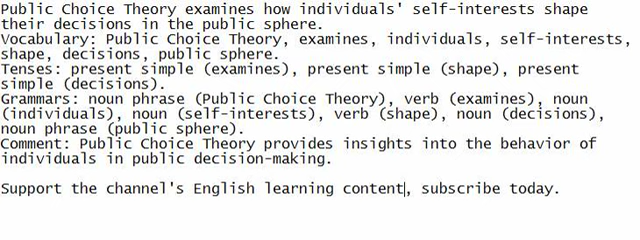 Public Choice Theory examines how individuals' self-interests shape
their decisions in the public sphere.
Vocabulary: Public Choice Theory, examines, individuals, self-interests,
shape, decisions, public sphere.
Tenses: present simple (examines), present simple (shape), present
simple (decisions).
Grammars: noun phrase (Public Choice Theory), verb (examines), noun
(individuals), noun (self-interests), verb (shape), noun (decisions),
noun phrase (public sphere).
Comment: Public Choice Theory provides insights into the behavior of
individuals in public decision-making.
Support the channel's English learning content, subscribe today.